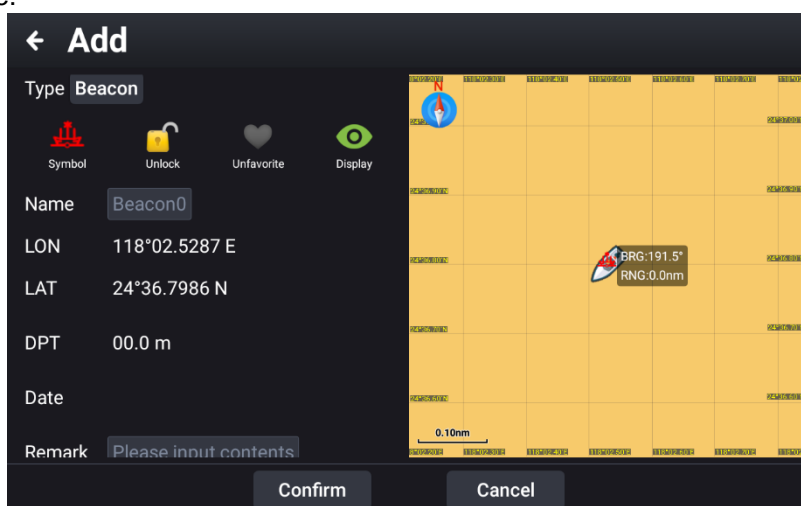 Add
Type Beacon
Symbol Unlock Unfavorite Display
Name Beacon0
LON 118°02.5287 E
LAT 24°36.7986 N
DPT 00.0 m
Date
Remark Please input contents
N
BRG:191.5°
RNG:0.0nm
0.10nm
Confirm Cancel